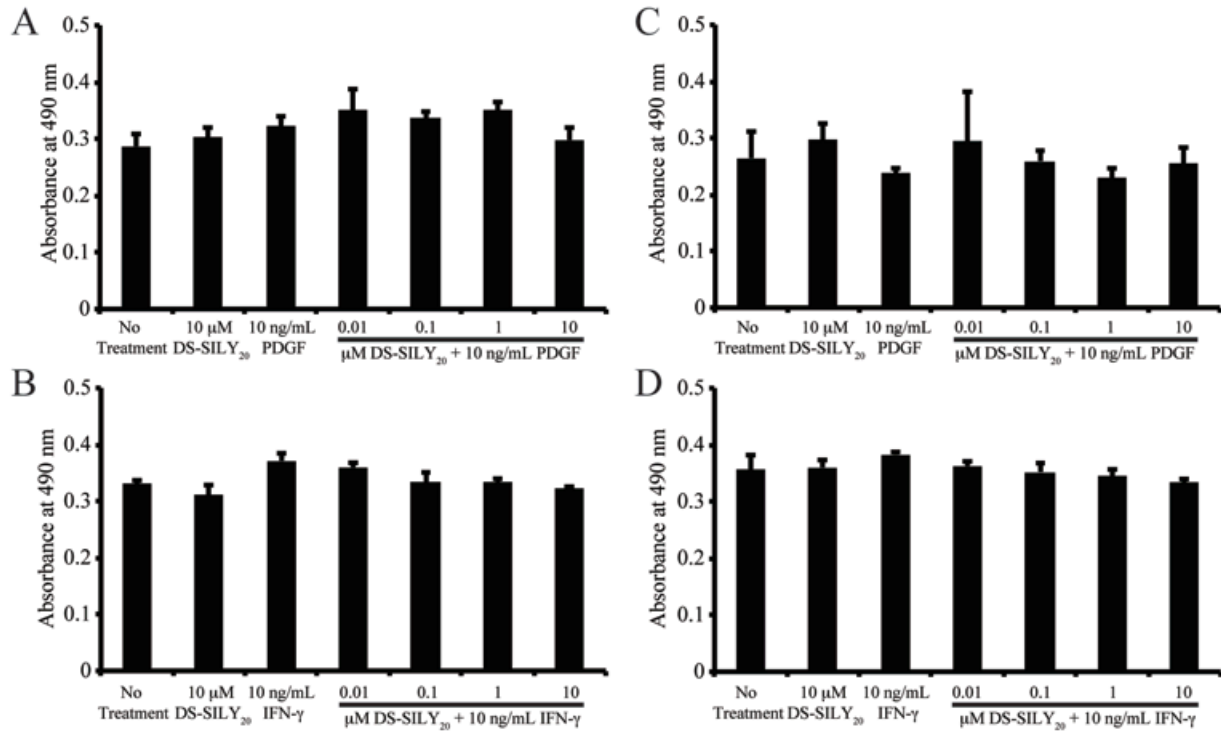 A
Absorbance at 490 nm
0.5
0.4
0.3
0.2
0.1
0
No Treatment
10 μM DS-SILY₂₀
10 ng/mL PDGF
0.01 0.1 1 10
μM DS-SILY₂₀ + 10 ng/mL PDGF
C
Absorbance at 490 nm
0.5
0.4
0.3
0.2
0.1
0
No Treatment
10 μM DS-SILY₂₀
10 ng/mL PDGF
0.01 0.1 1 10
μM DS-SILY₂₀ + 10 ng/mL PDGF
B
Absorbance at 490 nm
0.5
0.4
0.3
0.2
0.1
0
No Treatment
10 μM DS-SILY₂₀
10 ng/mL IFN-γ
0.01 0.1 1 10
μM DS-SILY₂₀ + 10 ng/mL IFN-γ
D
Absorbance at 490 nm
0.5
0.4
0.3
0.2
0.1
0
No Treatment
10 μM DS-SILY₂₀
10 ng/mL IFN-γ
0.01 0.1 1 10
μM DS-SILY₂₀ + 10 ng/mL IFN-γ